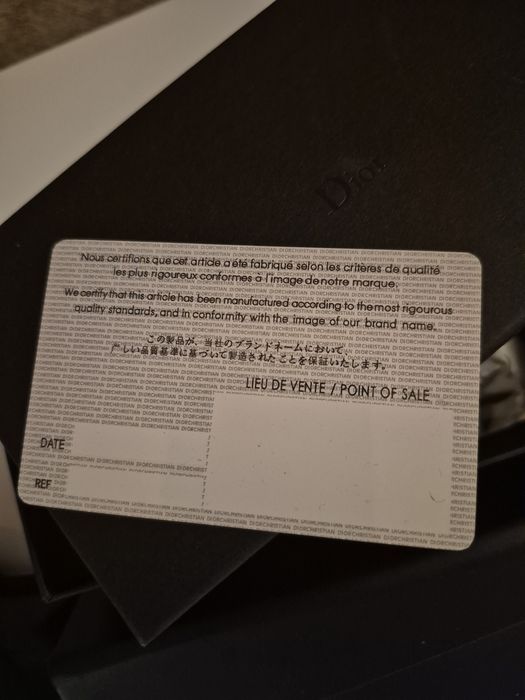 Dior
Nous certifions que cet article a été fabriqué selon les critères de qualité
les plus rigoureux conformes à l'image de notre marque.
We certify that this article has been manufactured according to the most rigourous
quality standards, and in conformity with the image of our brand name.
この製品が、当社のブランドネームにおいて、
厳しい品質基準に基づいて製造されたことを保証いたします。
LIEU DE VENTE / POINT OF SALE
DATE
REF